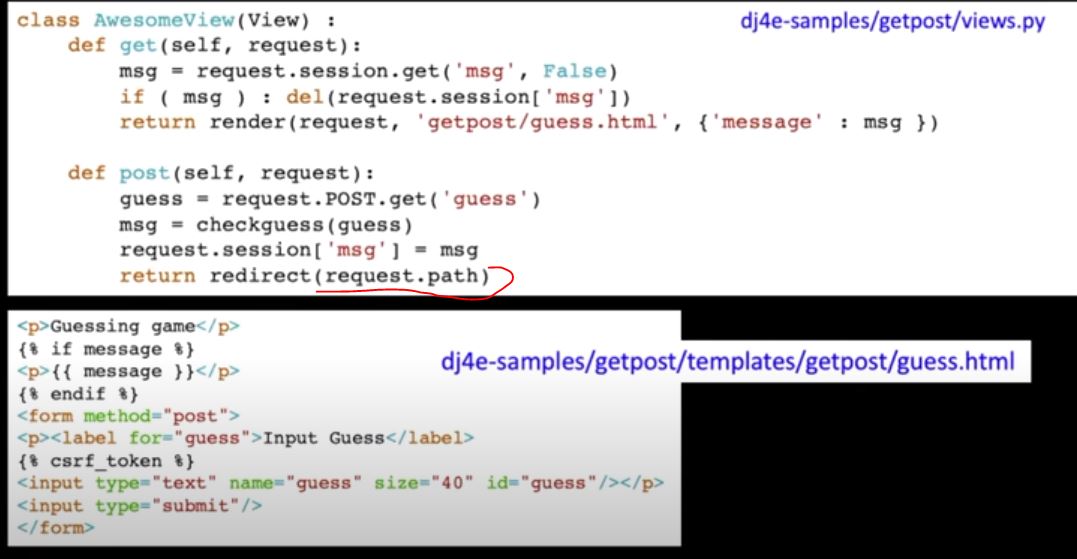 class AwesomeView(View) :
dj4e-samples/getpost/views.py
    def get(self, request):
        msg = request.session.get('msg', False)
        if ( msg ) : del(request.session['msg'])
        return render(request, 'getpost/guess.html', {'message' : msg })
    def post(self, request):
        guess = request.POST.get('guess')
        msg = checkguess(guess)
        request.session['msg'] = msg
        return redirect(request.path)
<p>Guessing game</p>
{% if message %}
dj4e-samples/getpost/templates/getpost/guess.html
<p>{{ message }}</p>
{% endif %}
<form method="post">
<p><label for="guess">Input Guess</label>
{% csrf_token %}
<input type="text" name="guess" size="40" id="guess"/></p>
<input type="submit"/>
</form>